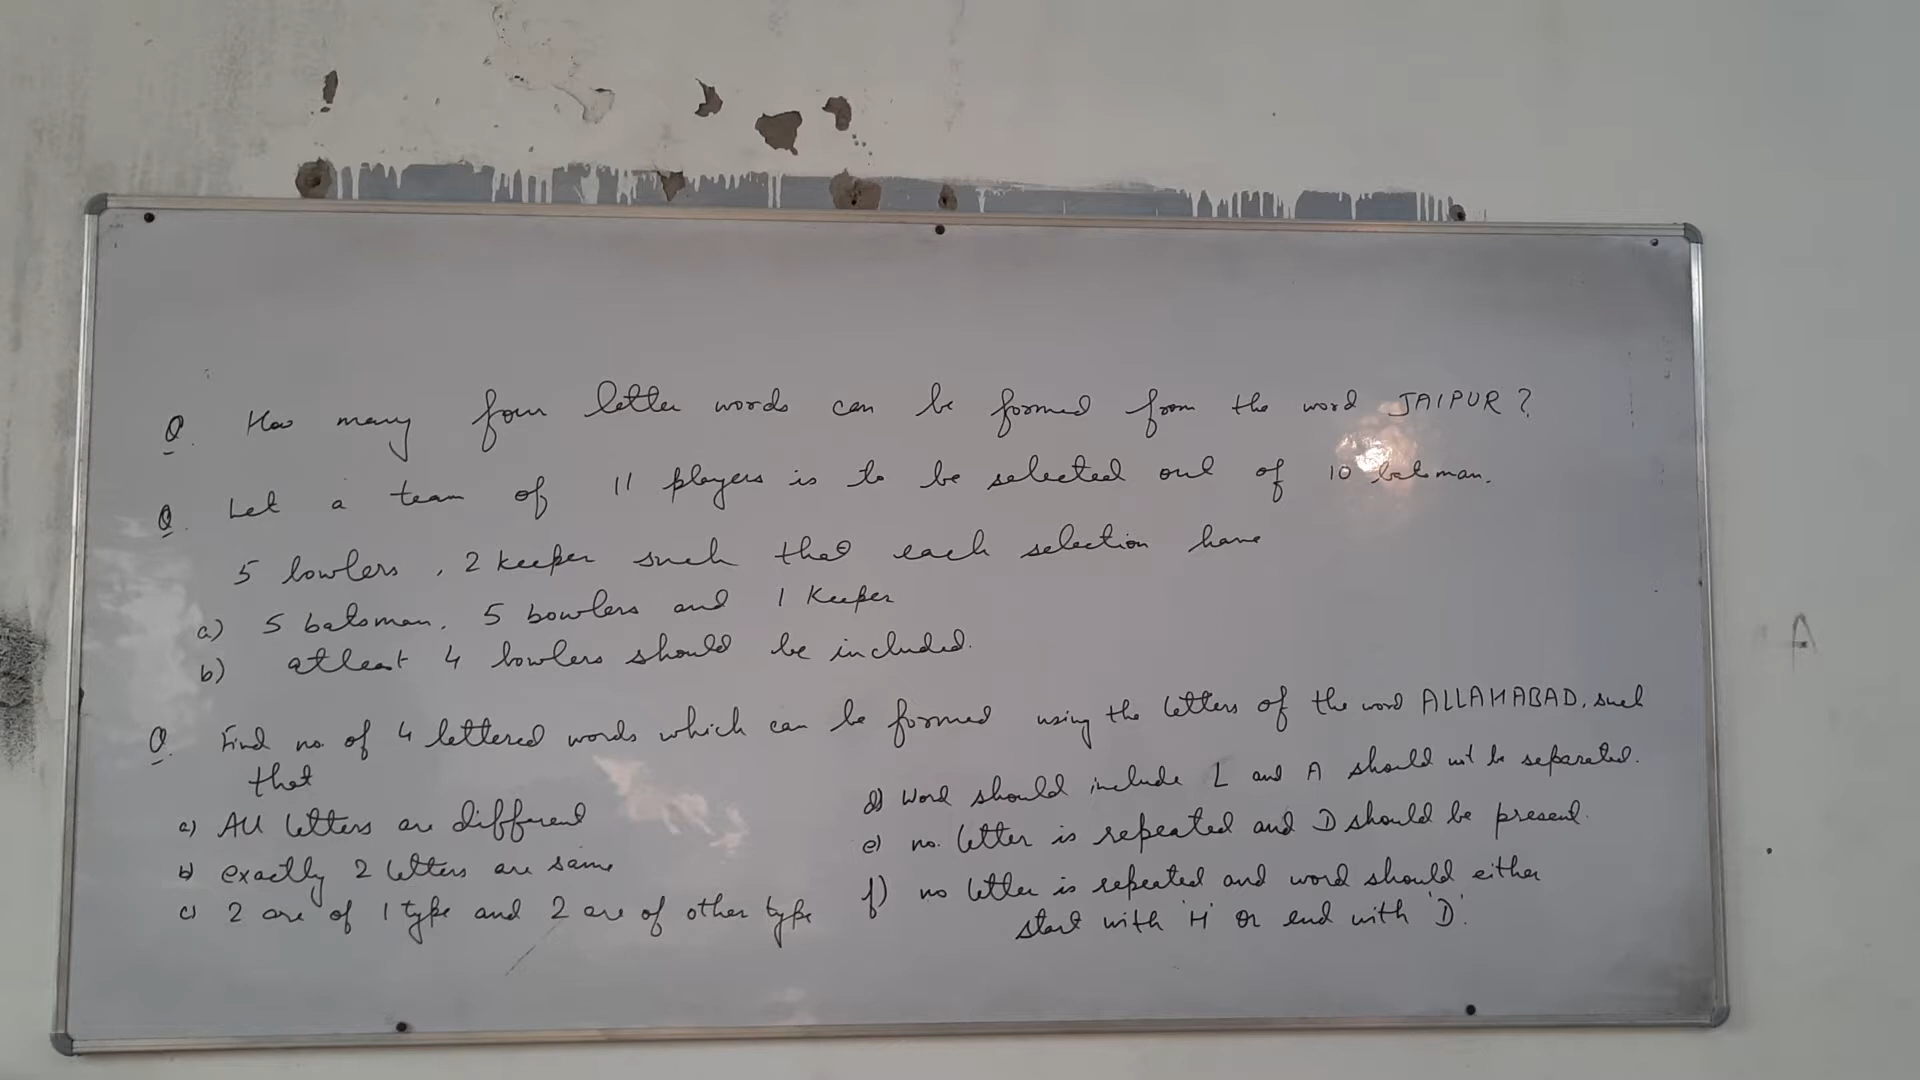 Q. How many four letter words can be formed from the word JAIPUR?
Q. Let a team of 11 players is to be selected out of 10 batsman.
5 bowlers, 2 keeper such that each selection have
a) 5 batsman, 5 bowlers and 1 Keeper
b) atleast 4 bowlers should be included.
Q. Find no. of 4 lettered words which can be formed using the letters of the word ALLAHABAD, such
that
a) All letters are different
b) exactly 2 letters are same
c) 2 are of 1 type and 2 are of other type
d) Word should include L and A should not be separated.
e) no. letter is repeated and D should be present.
f) no letter is repeated and word should either
start with 'H' or end with 'D'.
A